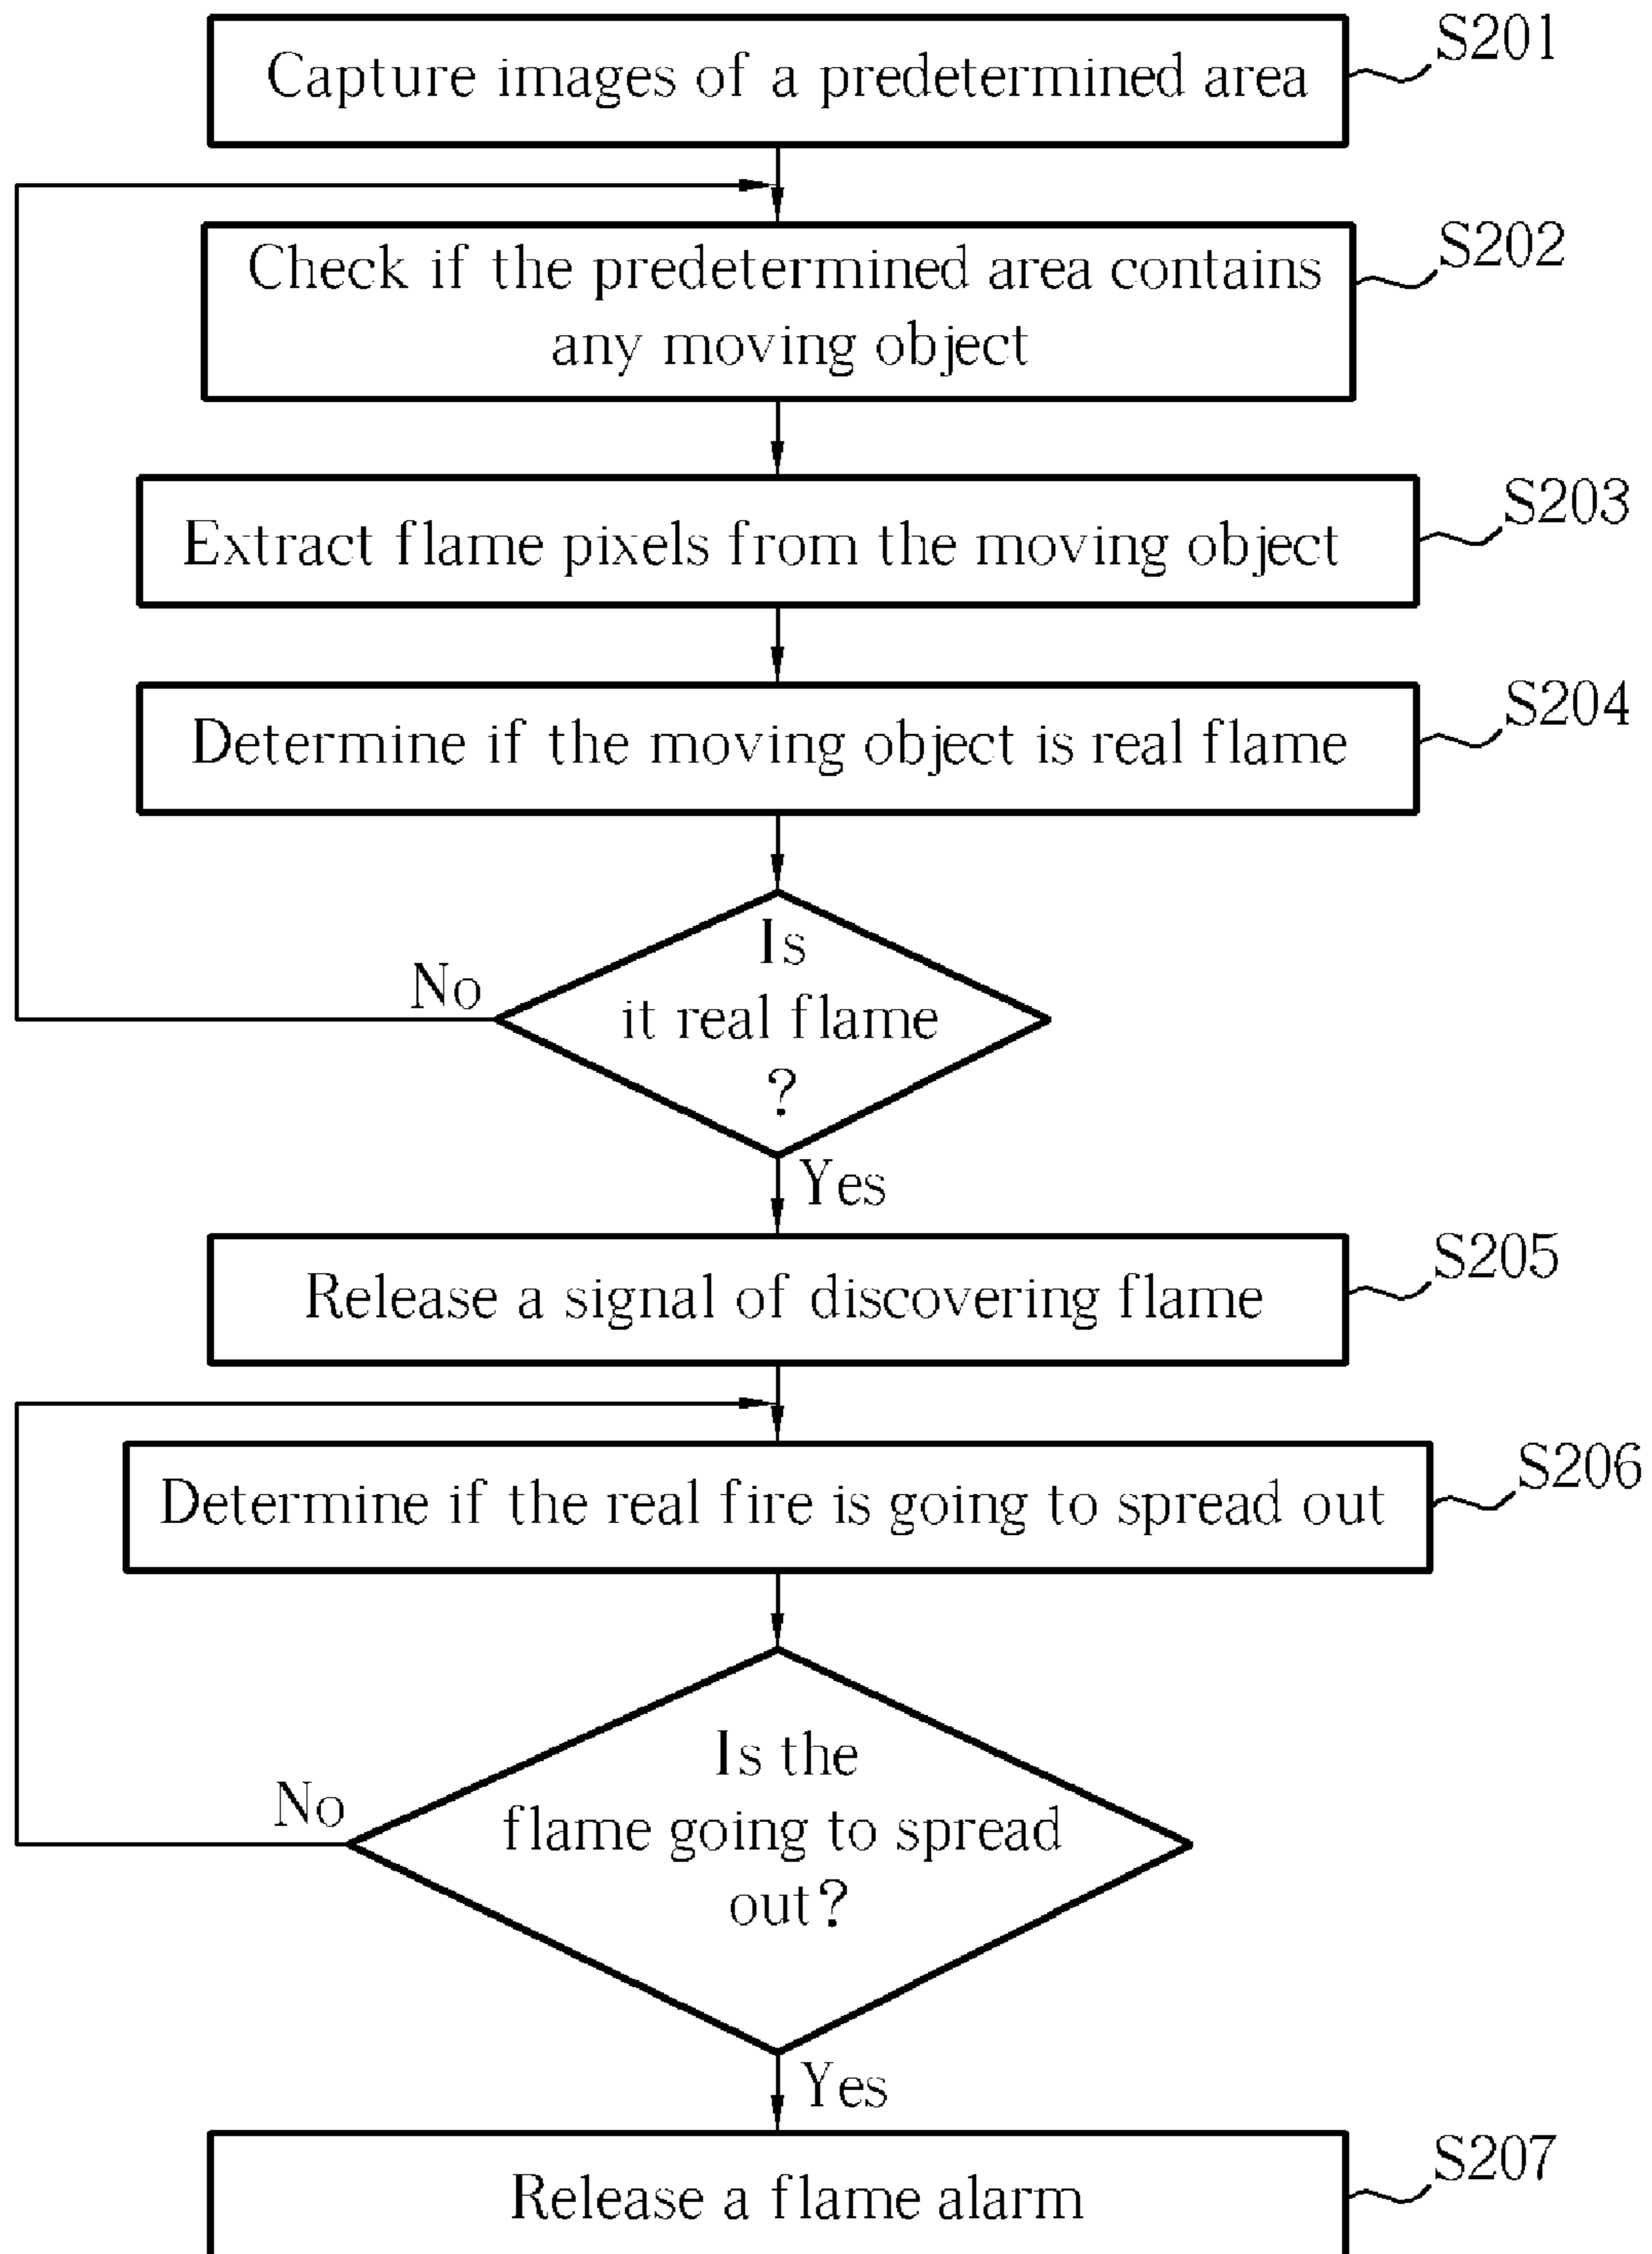 Capture images of a predetermined area
S201
Check if the predetermined area contains
any moving object
S202
Extract flame pixels from the moving object
S203
Determine if the moving object is real flame
S204
Is
it real flame
?
No
Yes
Release a signal of discovering flame
S205
Determine if the real fire is going to spread out
S206
Is the
flame going to spread
out?
No
Yes
Release a flame alarm
S207